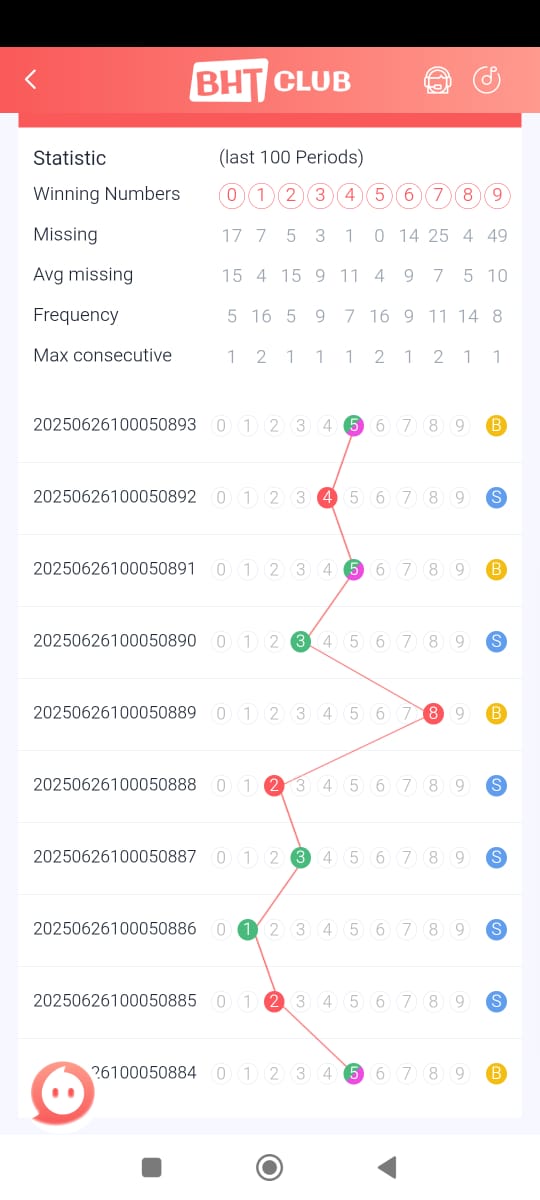 BHT CLUB
Statistic (last 100 Periods)
Winning Numbers 0 1 2 3 4 5 6 7 8 9
Missing 17 7 5 3 1 0 14 25 4 49
Avg missing 15 4 15 9 11 4 9 7 5 10
Frequency 5 16 5 9 7 16 9 11 14 8
Max consecutive 1 2 1 1 1 2 1 2 1 1
20250626100050893 0 1 2 3 4 5 6 7 8 9 B
20250626100050892 0 1 2 3 4 5 6 7 8 9 S
20250626100050891 0 1 2 3 4 5 6 7 8 9 B
20250626100050890 0 1 2 3 4 5 6 7 8 9 S
20250626100050889 0 1 2 3 4 5 6 7 8 9 B
20250626100050888 0 1 2 3 4 5 6 7 8 9 S
20250626100050887 0 1 2 3 4 5 6 7 8 9 S
20250626100050886 0 1 2 3 4 5 6 7 8 9 S
20250626100050885 0 1 2 3 4 5 6 7 8 9 S
26100050884 0 1 2 3 4 5 6 7 8 9 B